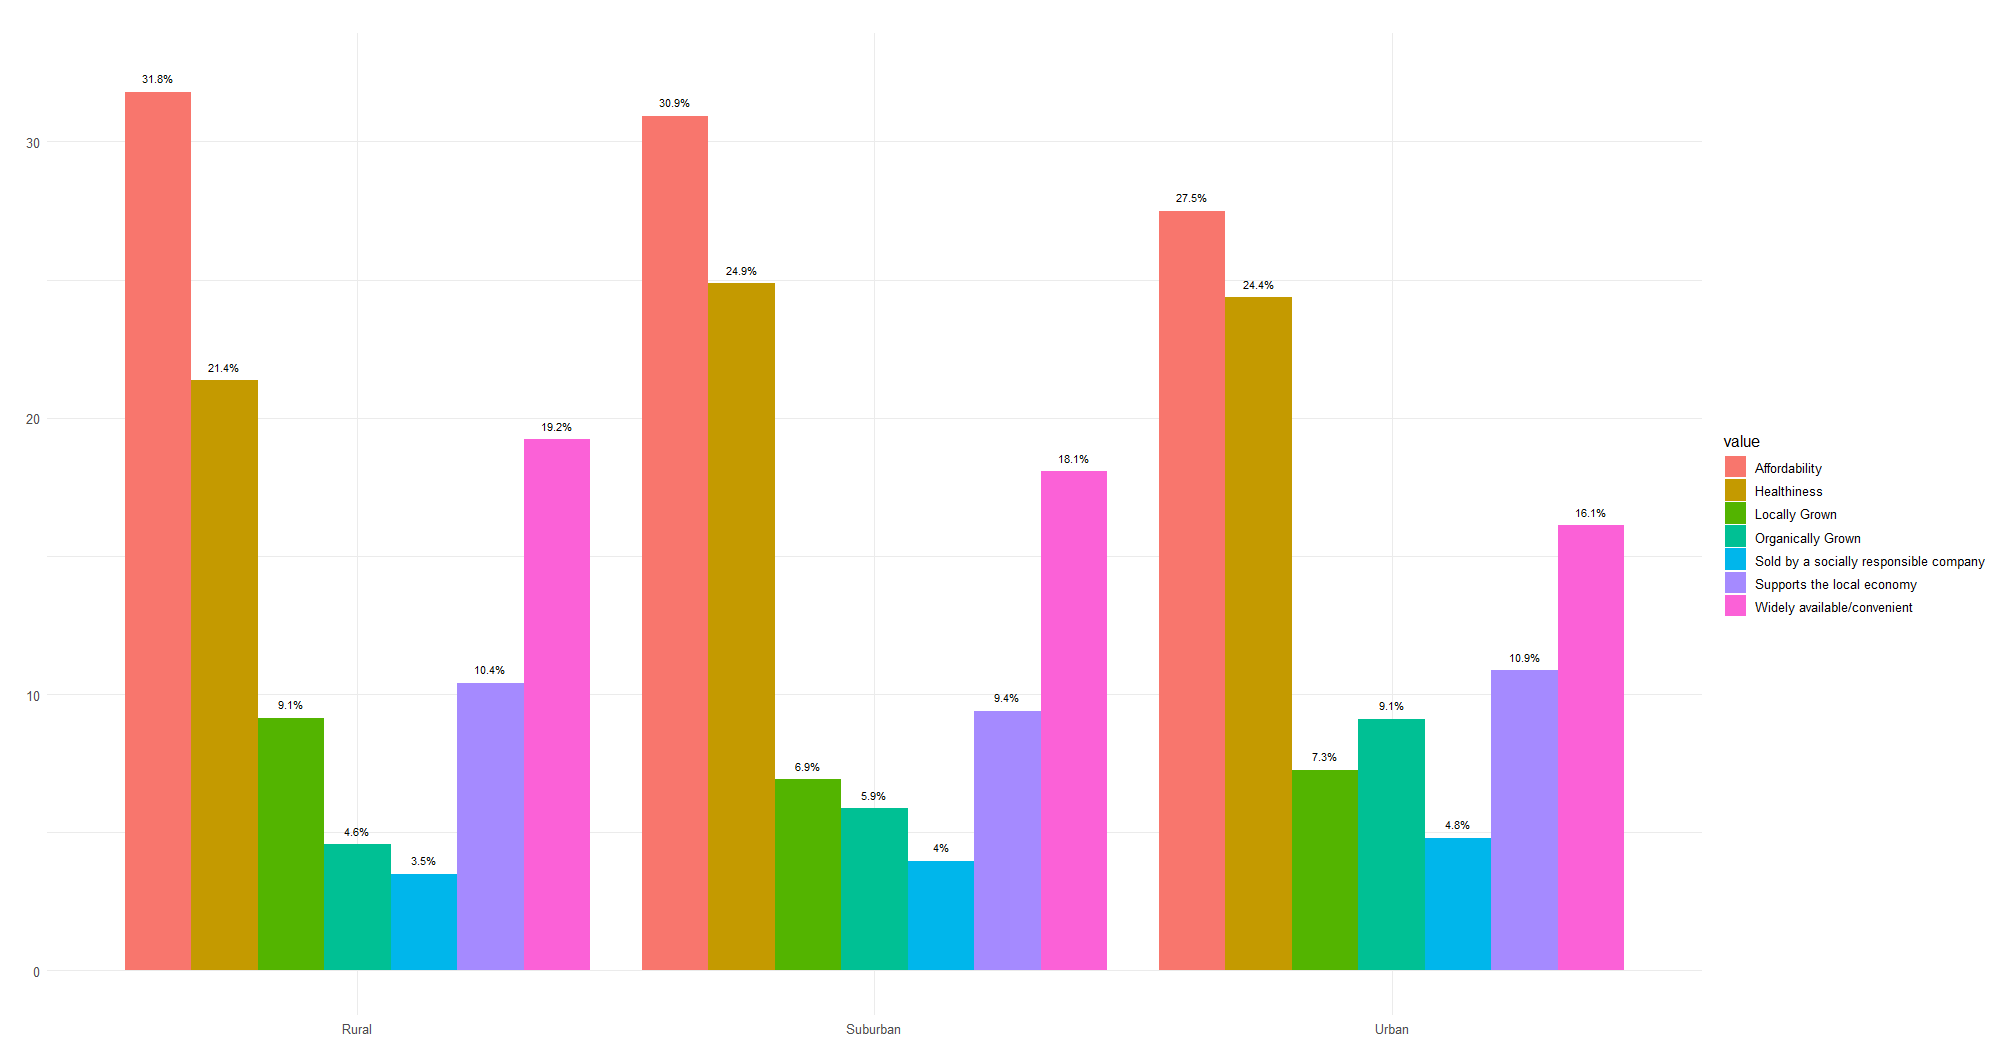 31.8%
30.9%
30
27.5%
24.9%
24.4%
21.4%
20
19.2%
18.1%
16.1%
10.4%
10.9%
10
9.1%
9.4%
9.1%
6.9%
7.3%
5.9%
4.6%
4.8%
3.5%
4%
0
Rural
Suburban
Urban
value
Affordability
Healthiness
Locally Grown
Organically Grown
Sold by a socially responsible company
Supports the local economy
Widely available/convenient